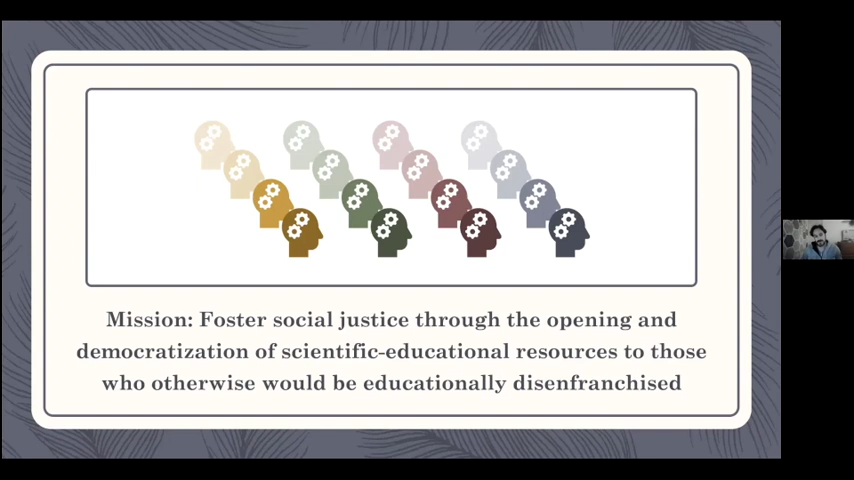 Mission: Foster social justice through the opening and
democratization of scientific-educational resources to those
who otherwise would be educationally disenfranchised